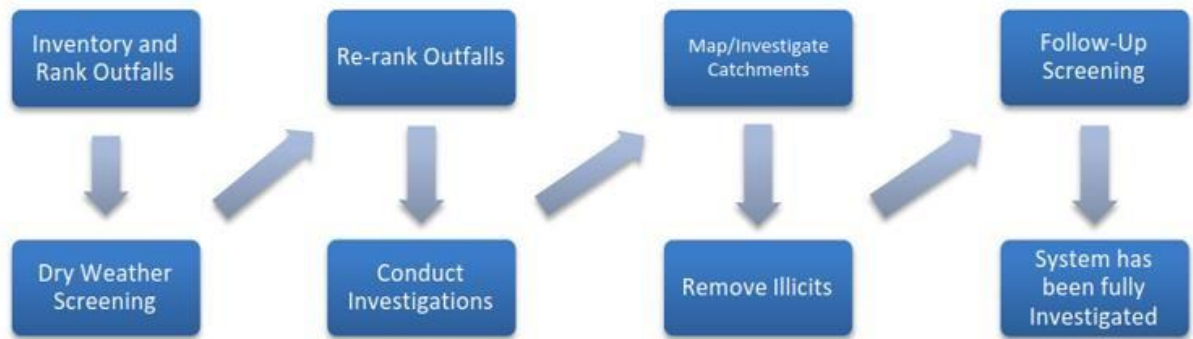 Inventory and
Rank Outfalls
Dry Weather
Screening
Re-rank Outfalls
Conduct
Investigations
Map/Investigate
Catchments
Remove Illicits
Follow-Up
Screening
System has
been fully
Investigated